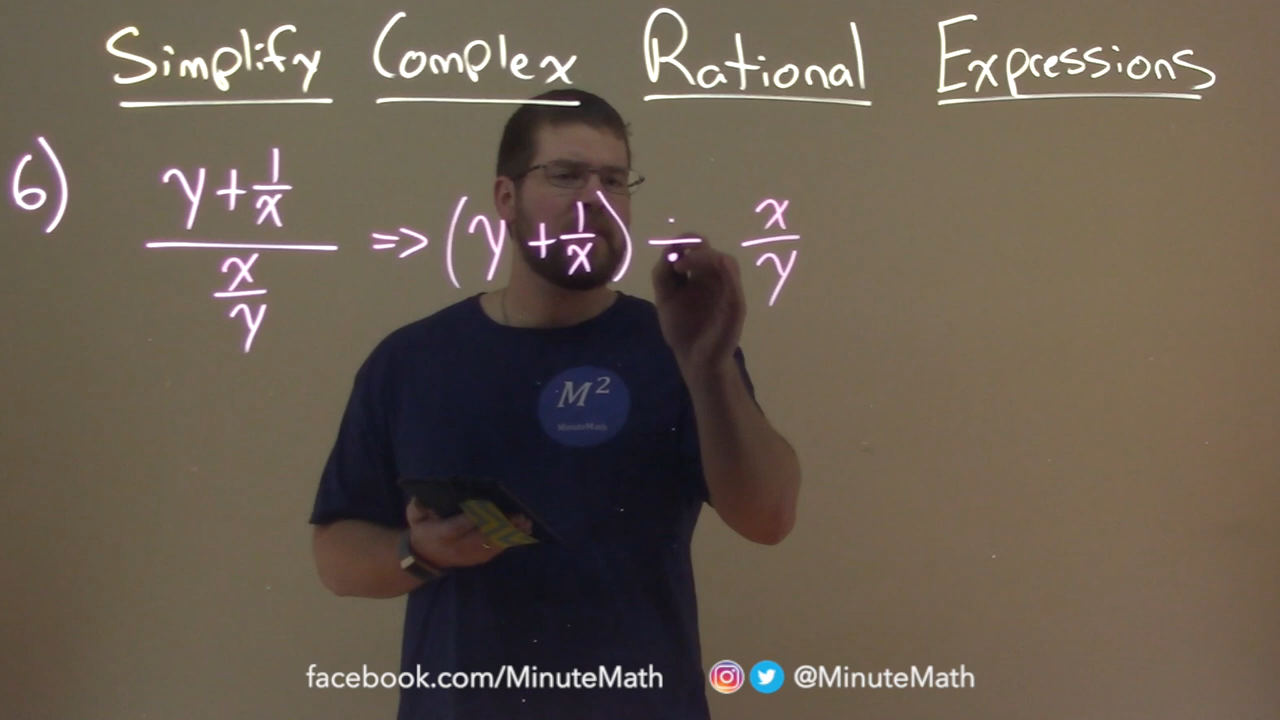 Simplify Complex Rational Expressions
6) (y + 1/x)/(x/y) => (y + 1/x) ÷ x/y
M²
MinuteMath
facebook.com/MinuteMath @MinuteMath